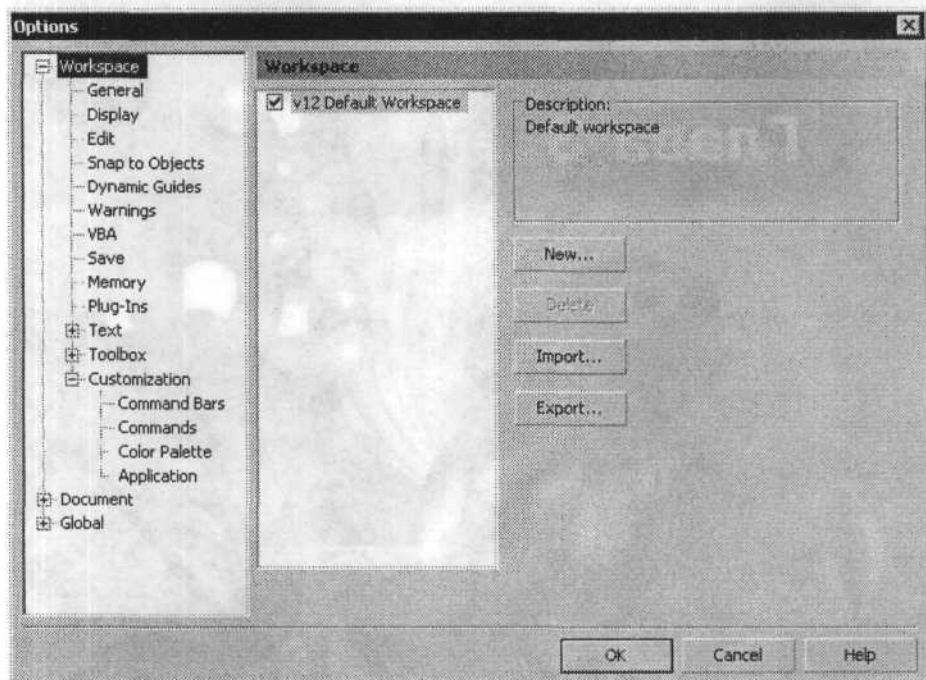 Options
Workspace
General
Display
Edit
Snap to Objects
Dynamic Guides
Warnings
VBA
Save
Memory
Plug-Ins
Text
Toolbox
Customization
Command Bars
Commands
Color Palette
Application
Document
Global
Workspace
v12 Default Workspace
Description:
Default workspace
New...
Delete
Import...
Export...
OK
Cancel
Help